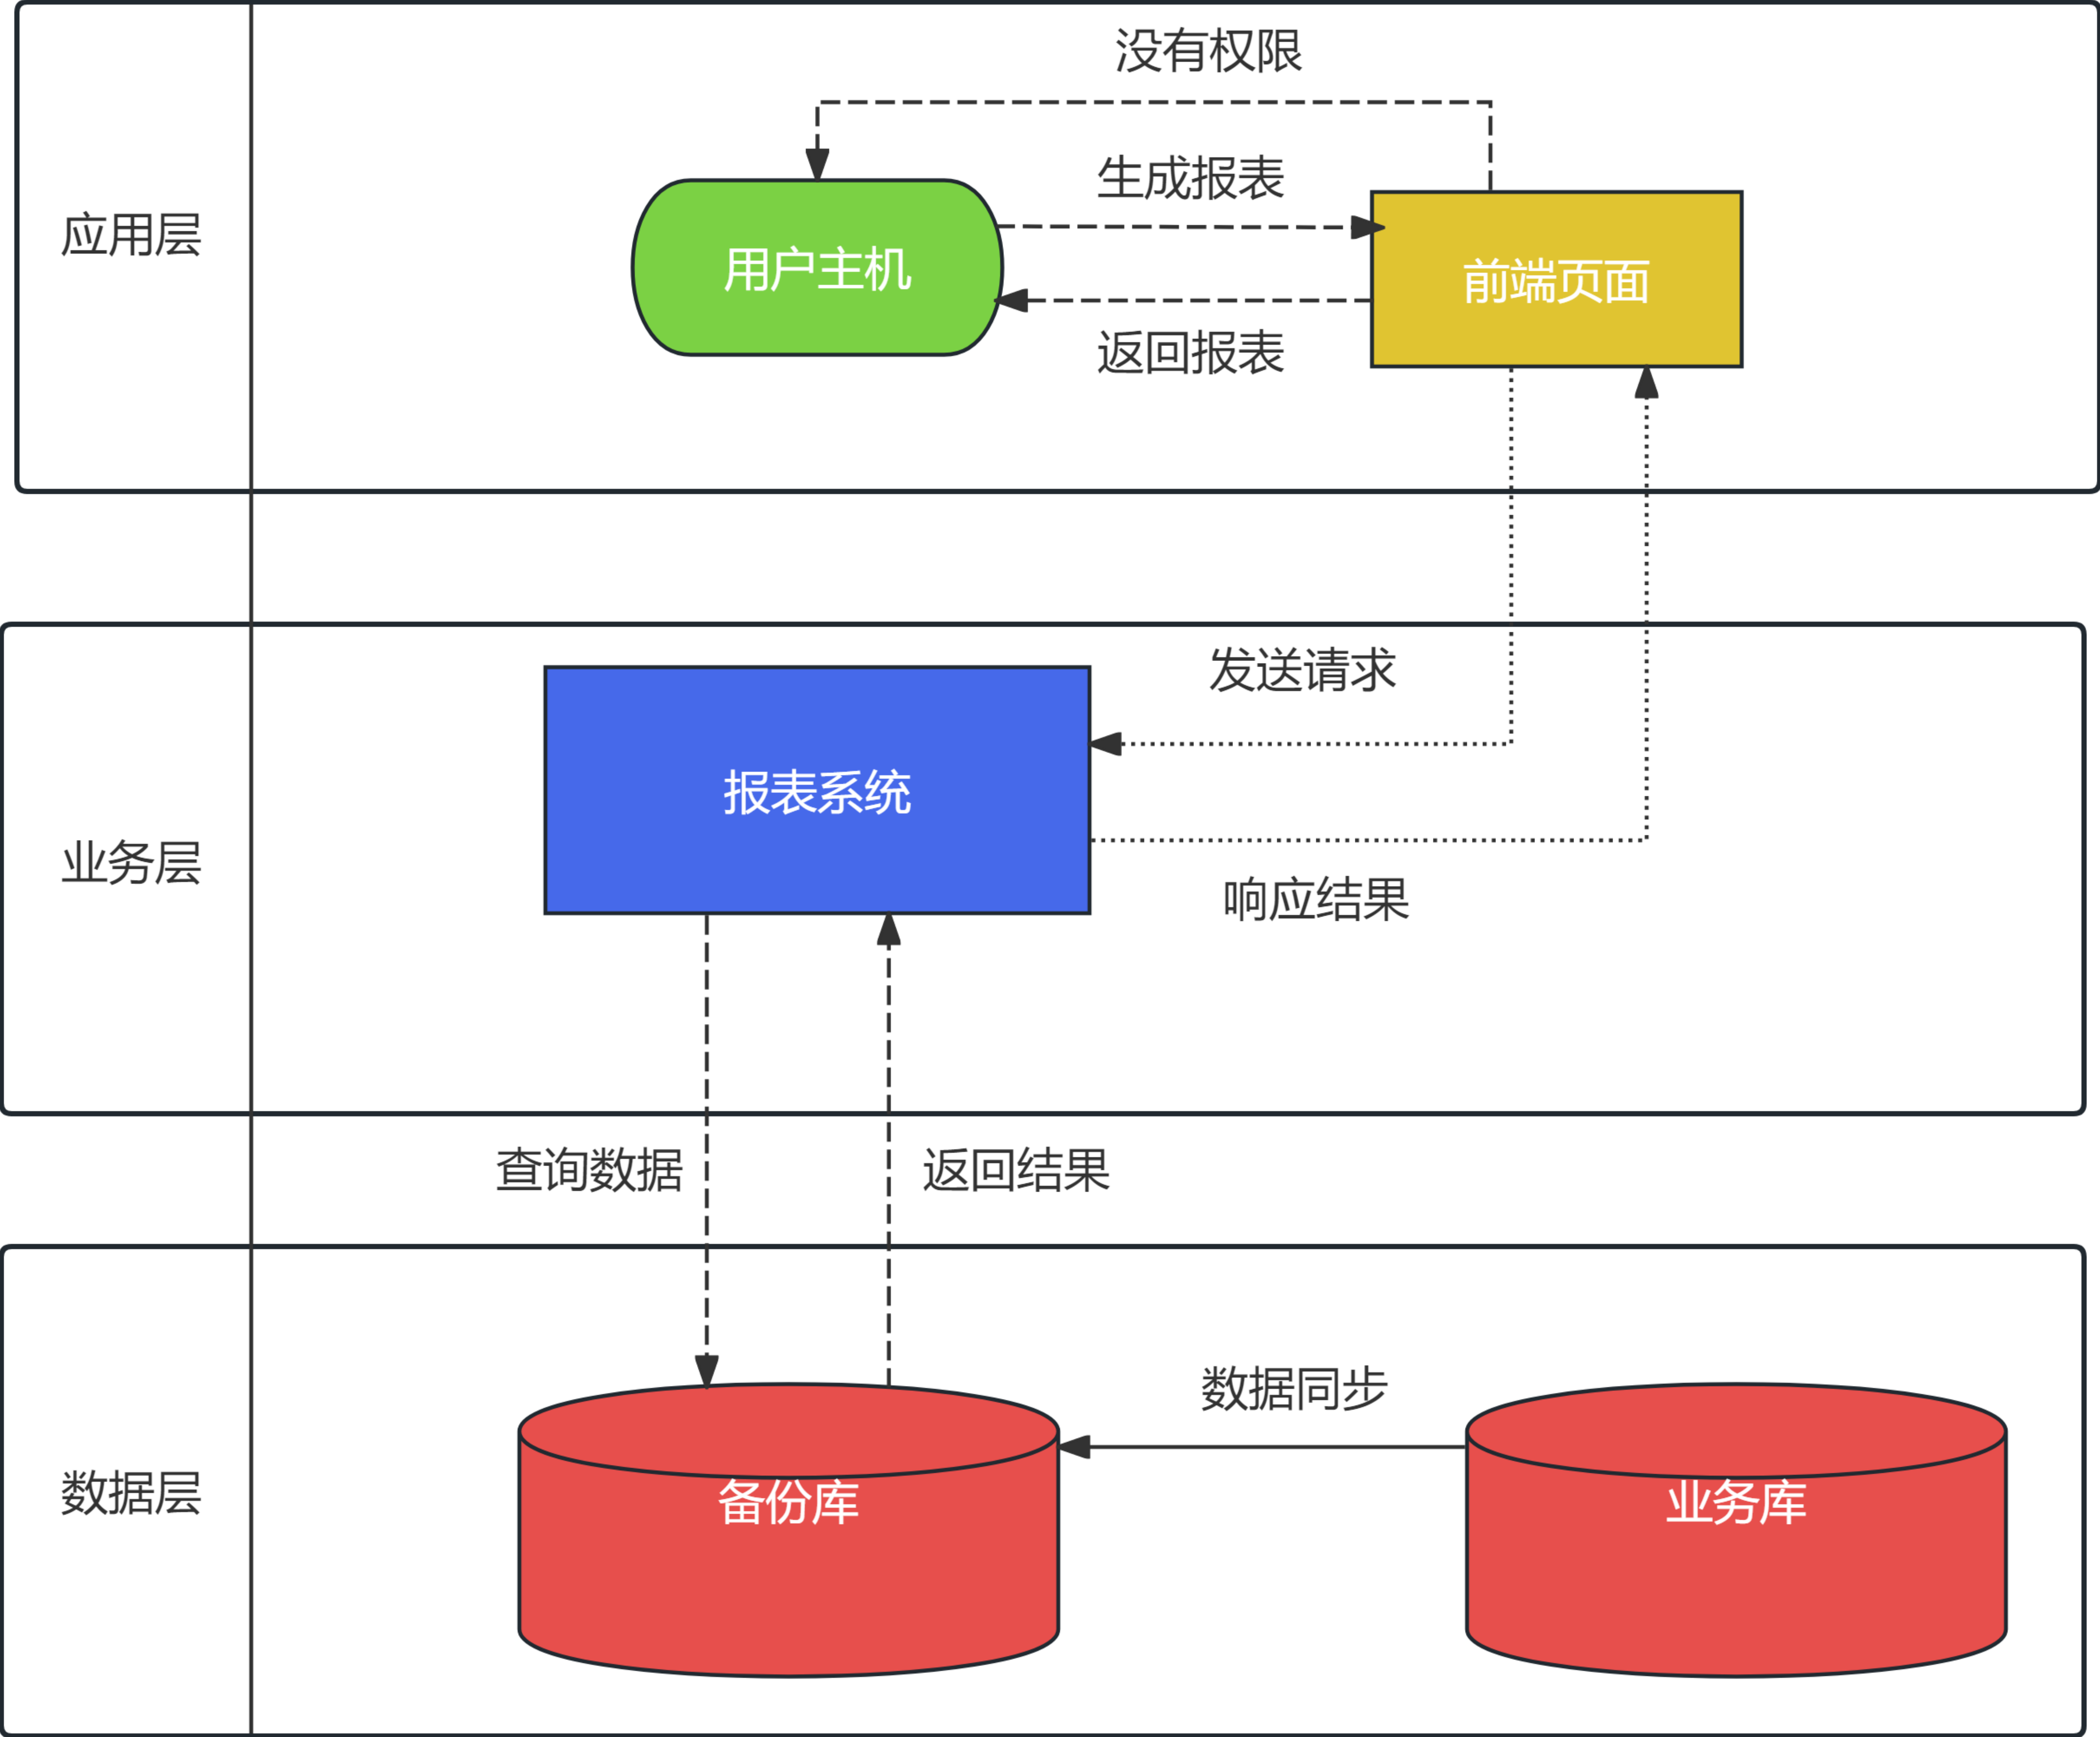 没有权限
生成报表
应用层
用户主机
前端页面
返回报表
发送请求
报表系统
业务层
响应结果
查询数据
返回结果
数据同步
数据层
备份库
业务库